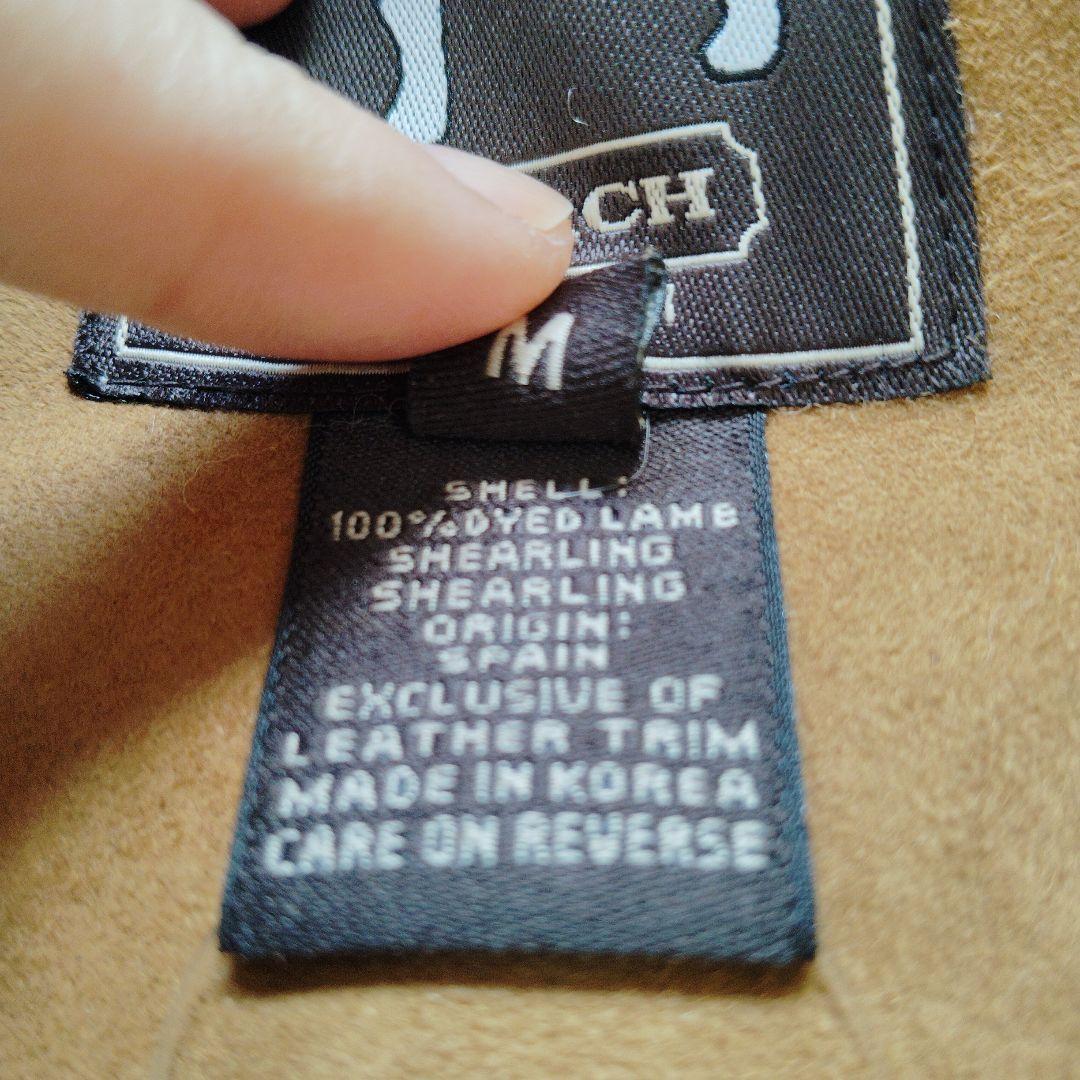 CH
M
SHELL:
100% DYED LAMB
SHEARLING
SHEARLING
ORIGIN:
SPAIN
EXCLUSIVE OF
LEATHER TRIM
MADE IN KOREA
CARE ON REVERSE